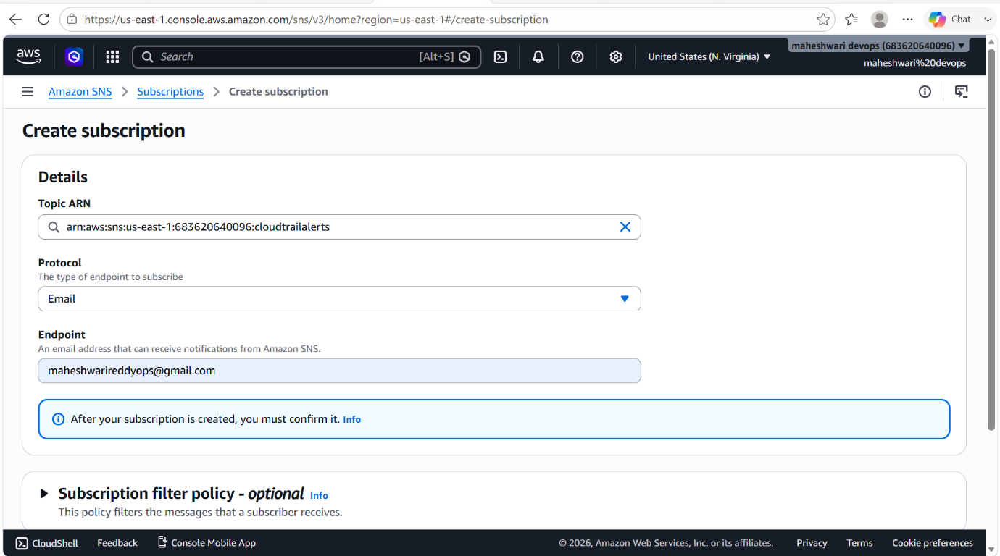 https://us-east-1.console.aws.amazon.com/sns/v3/home?region=us-east-1#/create-subscription
Chat
aws
Search
[Alt+S]
United States (N. Virginia)
maheshwari devops (683620640096)
maheshwari%20devops
Amazon SNS
Subscriptions
Create subscription
Create subscription
Details
Topic ARN
arn:aws:sns:us-east-1:683620640096:cloudtrailalerts
Protocol
The type of endpoint to subscribe
Email
Endpoint
An email address that can receive notifications from Amazon SNS.
maheshwarireddyops@gmail.com
After your subscription is created, you must confirm it. Info
Subscription filter policy - optional Info
This policy filters the messages that a subscriber receives.
CloudShell
Feedback
Console Mobile App
© 2026, Amazon Web Services, Inc. or its affiliates.
Privacy
Terms
Cookie preferences